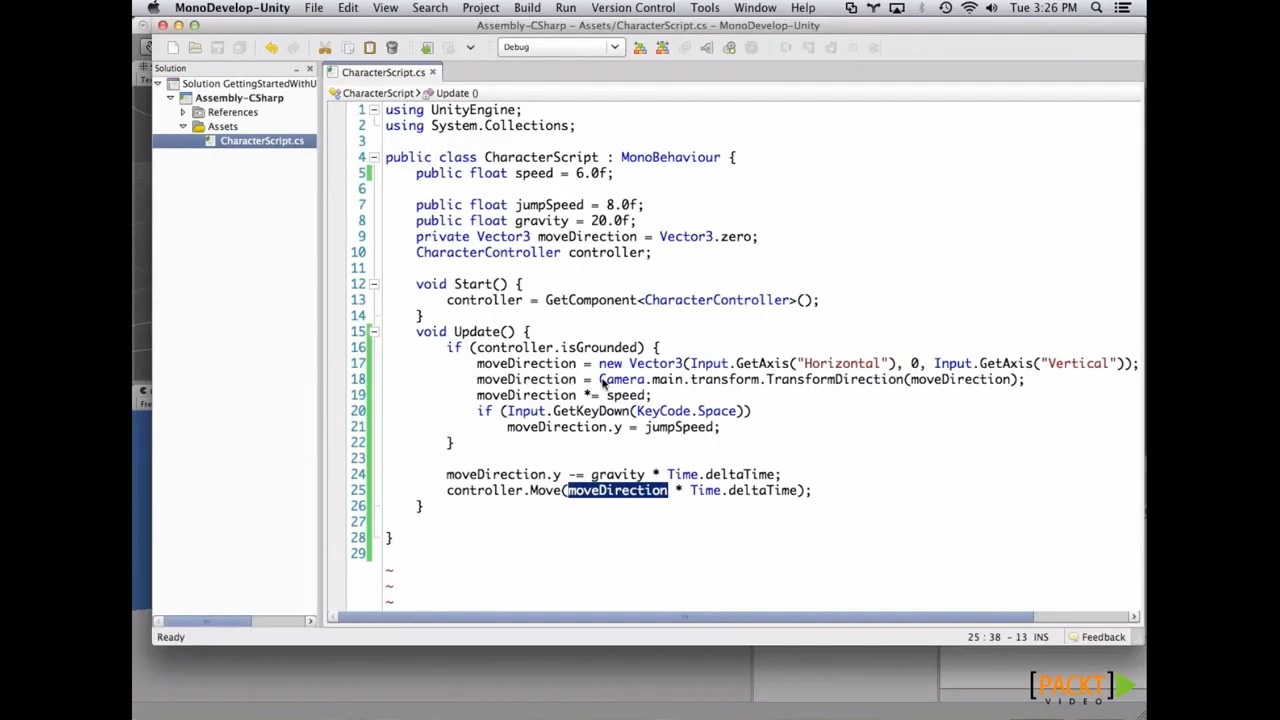 MonoDevelop-Unity File Edit View Search Project Build Run Version Control Tools Window Help Tue 3:26 PM
Assembly-CSharp - Assets/CharacterScript.cs - MonoDevelop-Unity
Debug
Solution
CharacterScript.cs
Solution GettingStartedWithU
Assembly-CSharp
References
Assets
CharacterScript.cs
CharacterScript Update ()
1 using UnityEngine;
2 using System.Collections;
3
4 public class CharacterScript : MonoBehaviour {
5 public float speed = 6.0f;
6
7 public float jumpSpeed = 8.0f;
8 public float gravity = 20.0f;
9 private Vector3 moveDirection = Vector3.zero;
10 CharacterController controller;
11
12 void Start() {
13 controller = GetComponent<CharacterController>();
14 }
15 void Update() {
16 if (controller.isGrounded) {
17 moveDirection = new Vector3(Input.GetAxis("Horizontal"), 0, Input.GetAxis("Vertical"));
18 moveDirection = Camera.main.transform.TransformDirection(moveDirection);
19 moveDirection *= speed;
20 if (Input.GetKeyDown(KeyCode.Space))
21 moveDirection.y = jumpSpeed;
22 }
23
24 moveDirection.y -= gravity * Time.deltaTime;
25 controller.Move(moveDirection * Time.deltaTime);
26 }
27
28 }
29
~
~
~
Ready
25 : 38 - 13 INS
Feedback
[PACKT]
VIDEO